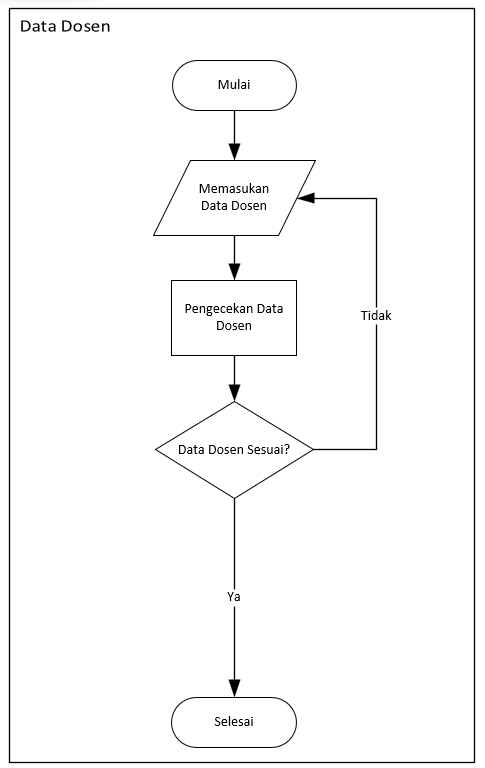 Data Dosen
Mulai
Memasukan
Data Dosen
Pengecekan Data
Dosen
Tidak
Data Dosen Sesuai?
Ya
Selesai